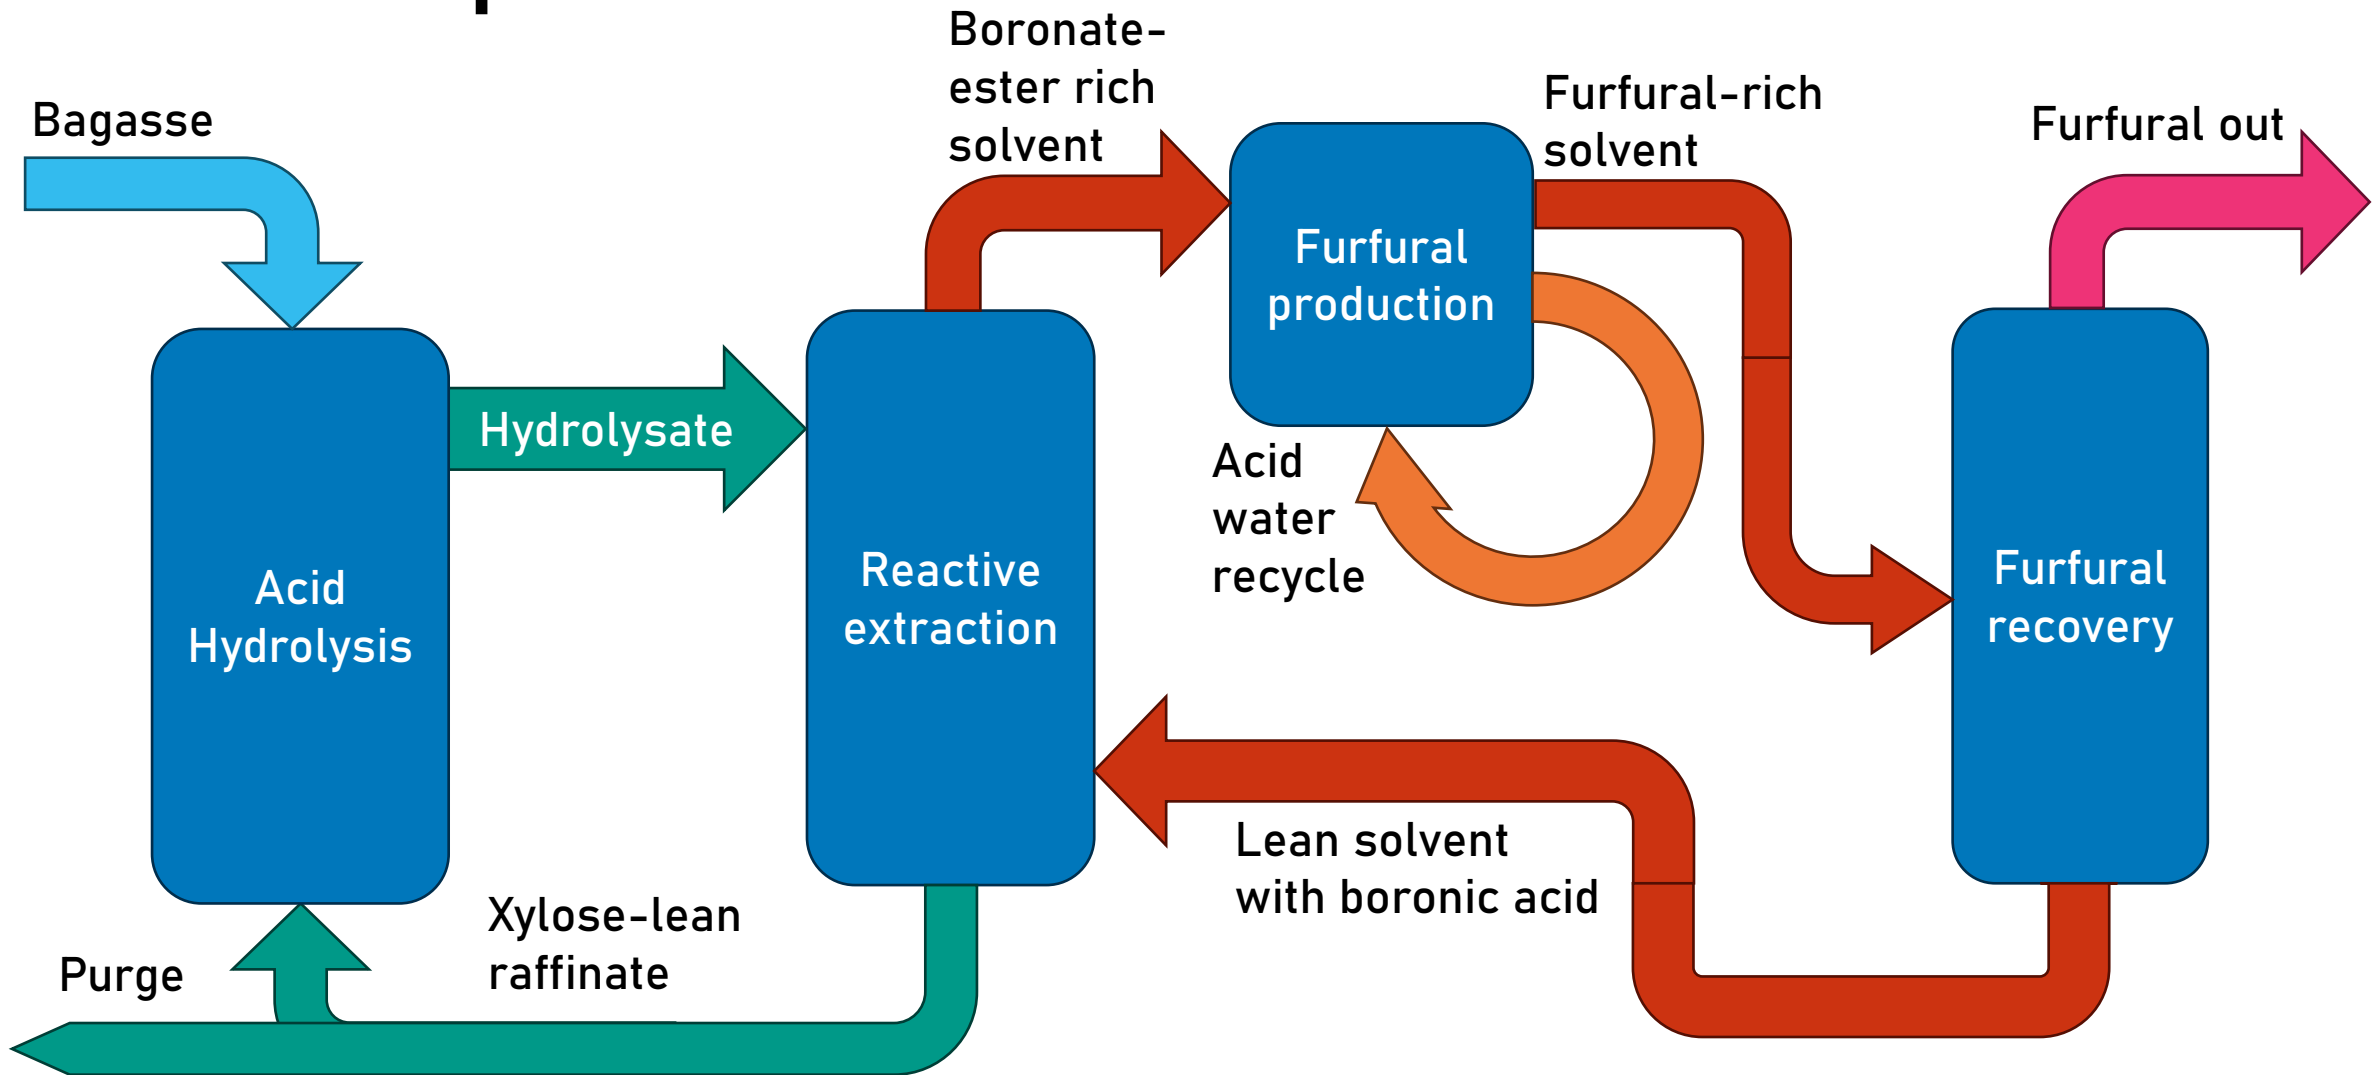 Boronate-
ester rich
solvent
Bagasse
Furfural-rich
solvent
Furfural out
Furfural
production
Hydrolysate
Acid
water
recycle
Acid
Hydrolysis
Reactive
extraction
Furfural
recovery
Lean solvent
with boronic acid
Xylose-lean
raffinate
Purge